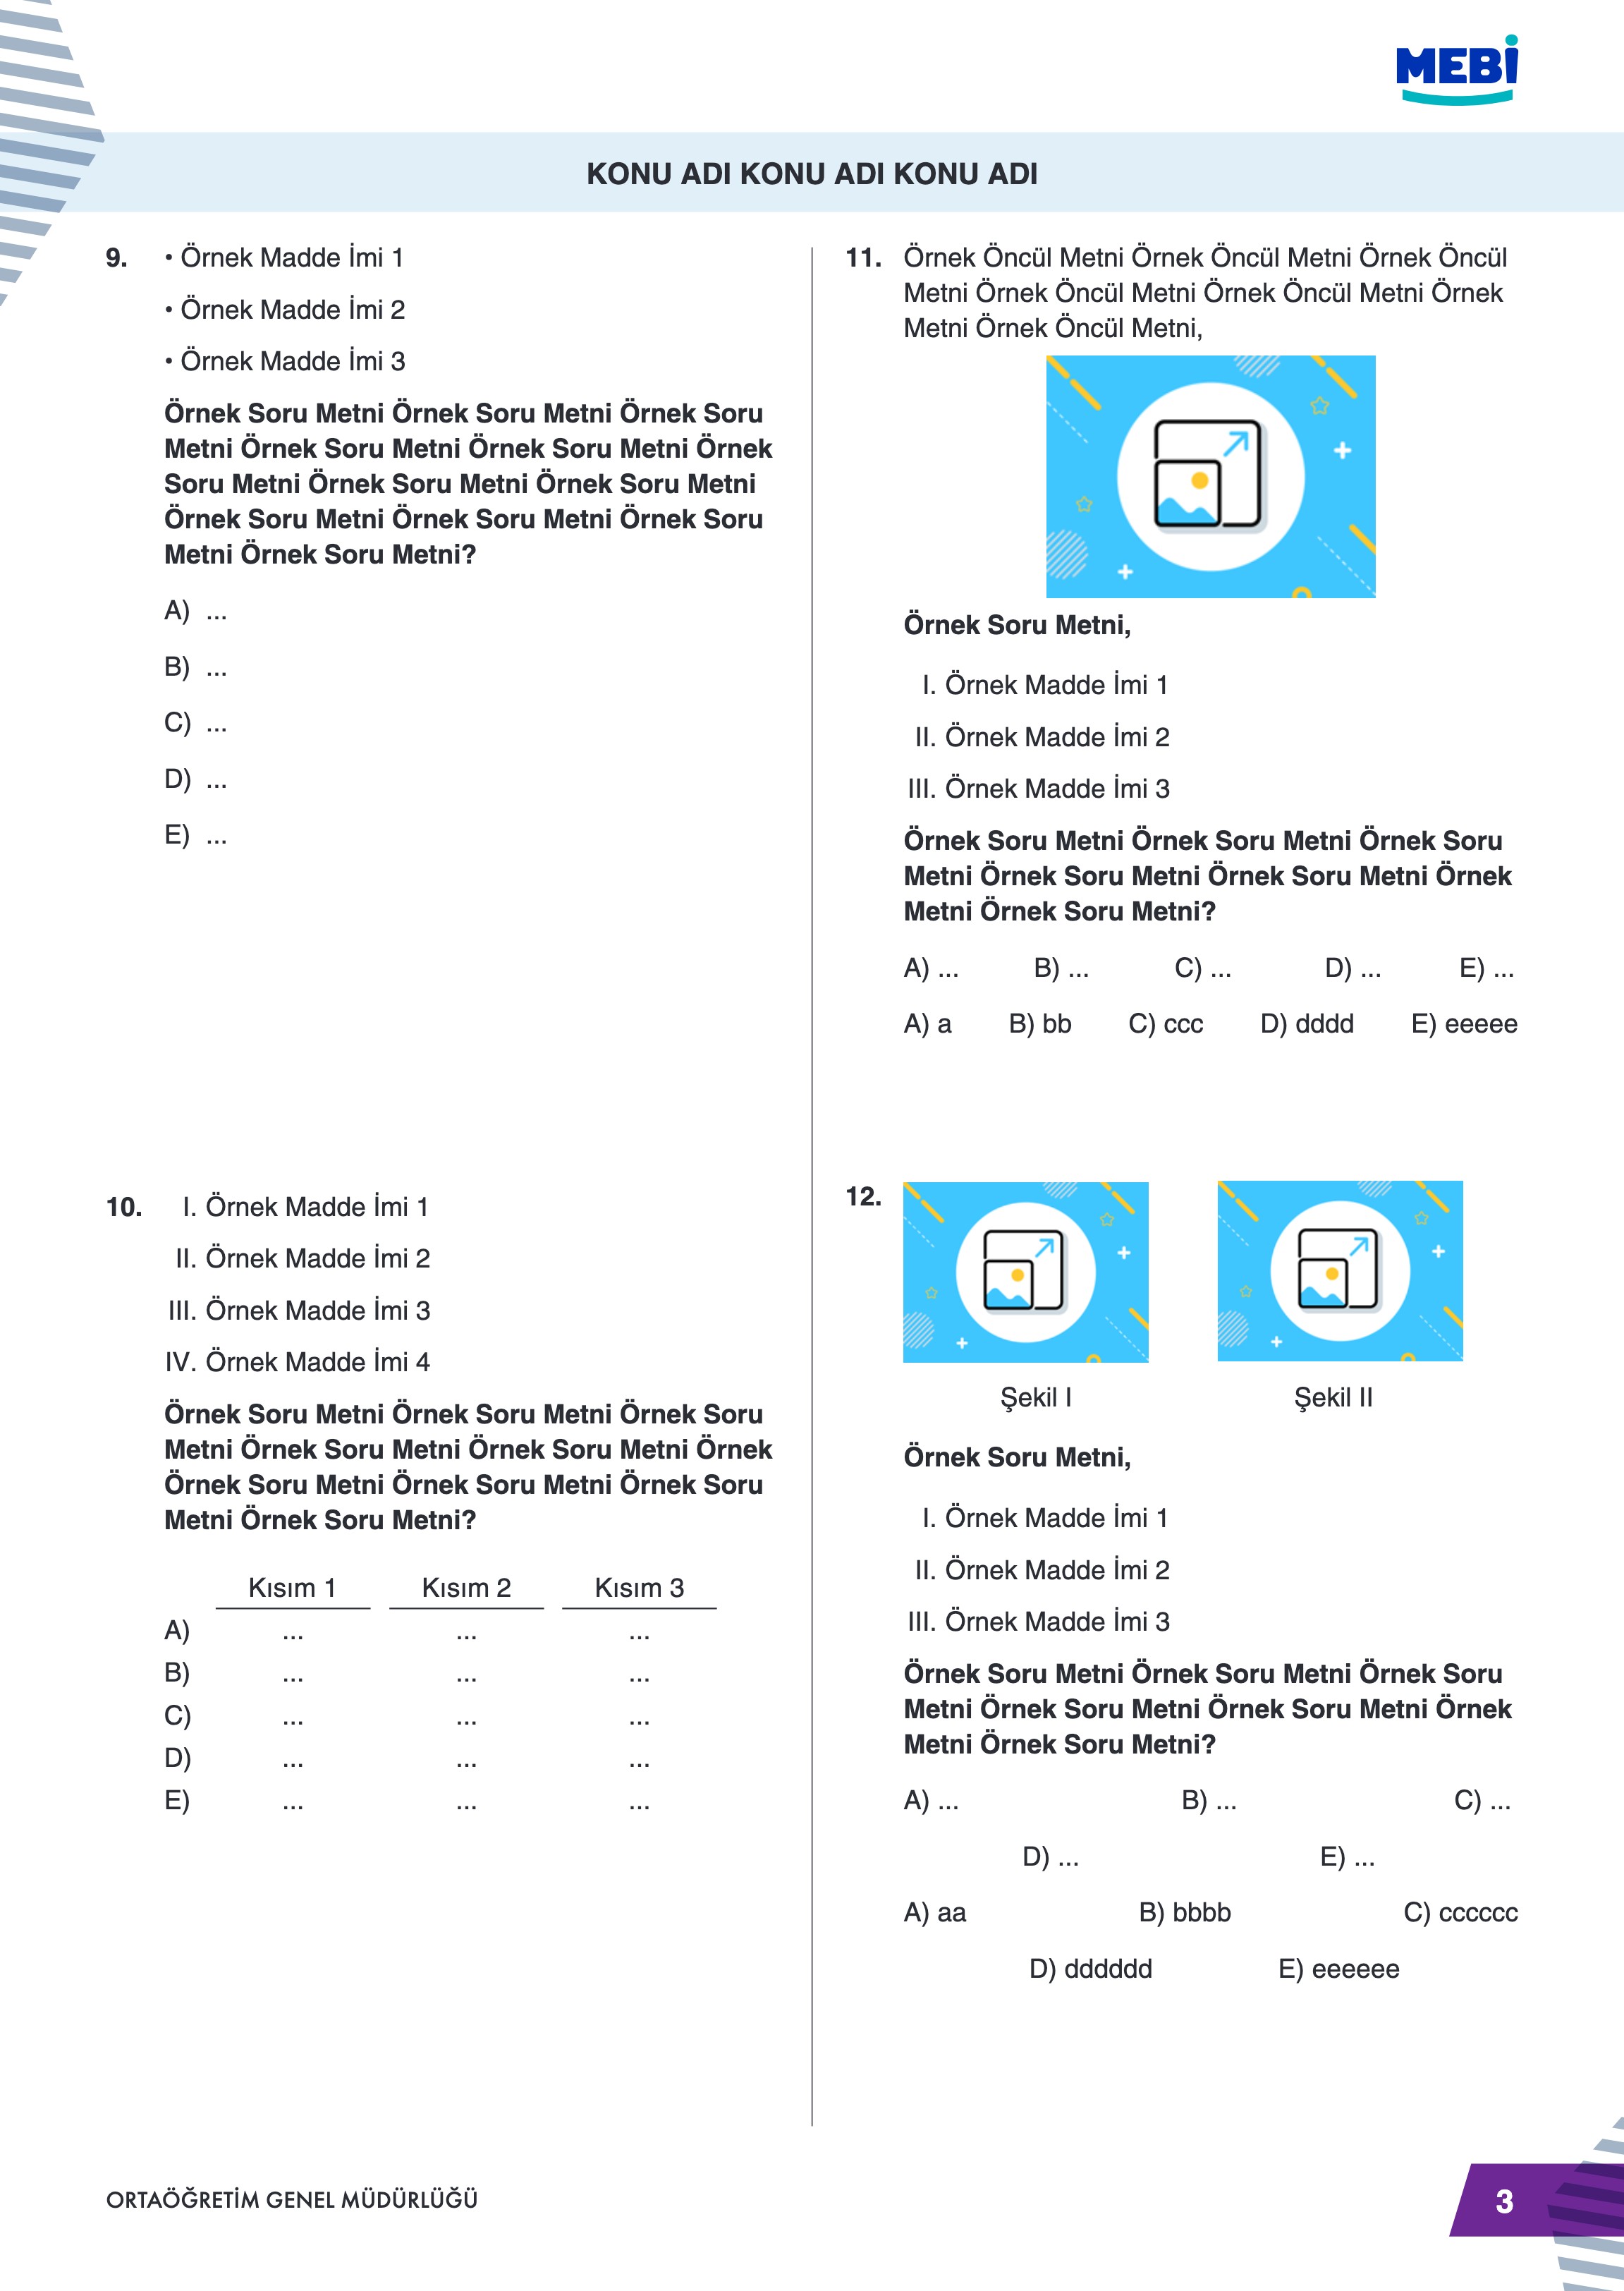 MEBİ
KONU ADI KONU ADI KONU ADI
9. • Örnek Madde İmi 1
• Örnek Madde İmi 2
• Örnek Madde İmi 3
Örnek Soru Metni Örnek Soru Metni Örnek Soru
Metni Örnek Soru Metni Örnek Soru Metni Örnek
Soru Metni Örnek Soru Metni Örnek Soru Metni
Örnek Soru Metni Örnek Soru Metni Örnek Soru
Metni Örnek Soru Metni?
A) ...
B) ...
C) ...
D) ...
E) ...
10. I. Örnek Madde İmi 1
II. Örnek Madde İmi 2
III. Örnek Madde İmi 3
IV. Örnek Madde İmi 4
Örnek Soru Metni Örnek Soru Metni Örnek Soru
Metni Örnek Soru Metni Örnek Soru Metni Örnek
Örnek Soru Metni Örnek Soru Metni Örnek Soru
Metni Örnek Soru Metni?
Kısım 1 Kısım 2 Kısım 3
A) ... ... ...
B) ... ... ...
C) ... ... ...
D) ... ... ...
E) ... ... ...
11. Örnek Öncül Metni Örnek Öncül Metni Örnek Öncül
Metni Örnek Öncül Metni Örnek Öncül Metni Örnek
Metni Örnek Öncül Metni,
Örnek Soru Metni,
I. Örnek Madde İmi 1
II. Örnek Madde İmi 2
III. Örnek Madde İmi 3
Örnek Soru Metni Örnek Soru Metni Örnek Soru
Metni Örnek Soru Metni Örnek Soru Metni Örnek
Metni Örnek Soru Metni?
A) ... B) ... C) ... D) ... E) ...
A) a B) bb C) ccc D) dddd E) eeeee
12.
Şekil I Şekil II
Örnek Soru Metni,
I. Örnek Madde İmi 1
II. Örnek Madde İmi 2
III. Örnek Madde İmi 3
Örnek Soru Metni Örnek Soru Metni Örnek Soru
Metni Örnek Soru Metni Örnek Soru Metni Örnek
Metni Örnek Soru Metni?
A) ... B) ... C) ...
D) ... E) ...
A) aa B) bbbb C) cccccc
D) dddddd E) eeeeee
ORTAÖĞRETİM GENEL MÜDÜRLÜĞÜ
3